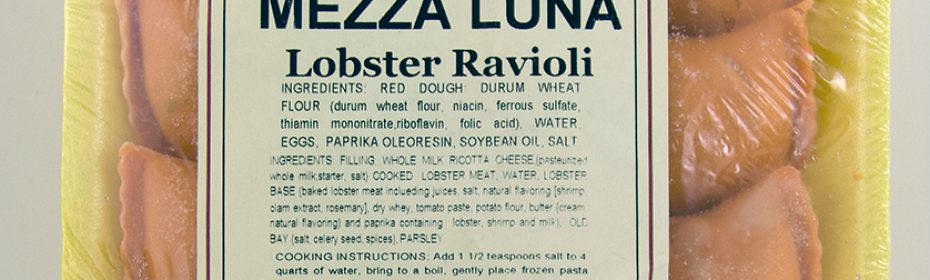 MEZZA LUNA
Lobster Ravioli
INGREDIENTS: RED DOUGH: DURUM WHEAT
FLOUR (durum wheat flour, niacin, ferrous sulfate,
thiamin mononitrate,riboflavin, folic acid), WATER,
EGGS, PAPRIKA OLEORESIN, SOYBEAN OIL, SALT
INGREDIENTS FILLING WHOLE MILK RICOTTA CHEESE,(pasteurized
whole milk,starter, salt) COOKED LOBSTER MEAT, WATER, LOBSTER
BASE (baked lobster meat inclueding juices, salt, natural flavoring [shrimp,
clam extract, rosemary], dry whey, tomato paste, potato flour, butter (cream,
natural flavoring) and paprika containing lobster, shrimp and milk), OLD
BAY (salt, celery seed, spices), PARSLEY
COOKING INSTRUCTIONS: Add 1 1/2 teaspoons salt to 4
quarts of water, bring to a boil, gently place frozen pasta